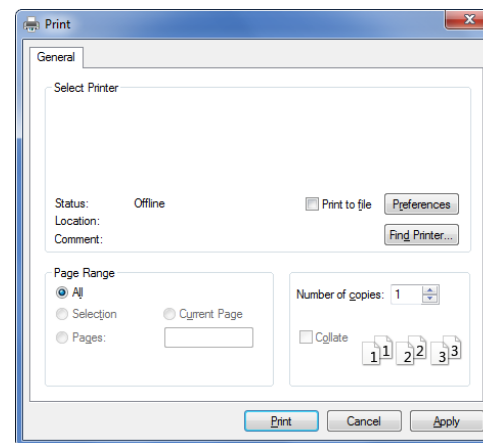 Print
General
Select Printer
Status: Offline
Print to file Preferences
Location:
Comment:
Find Printer...
Page Range
All
Selection Current Page
Pages:
Number of copies: 1
Collate
1 1 2 2 3 3
Print Cancel Apply